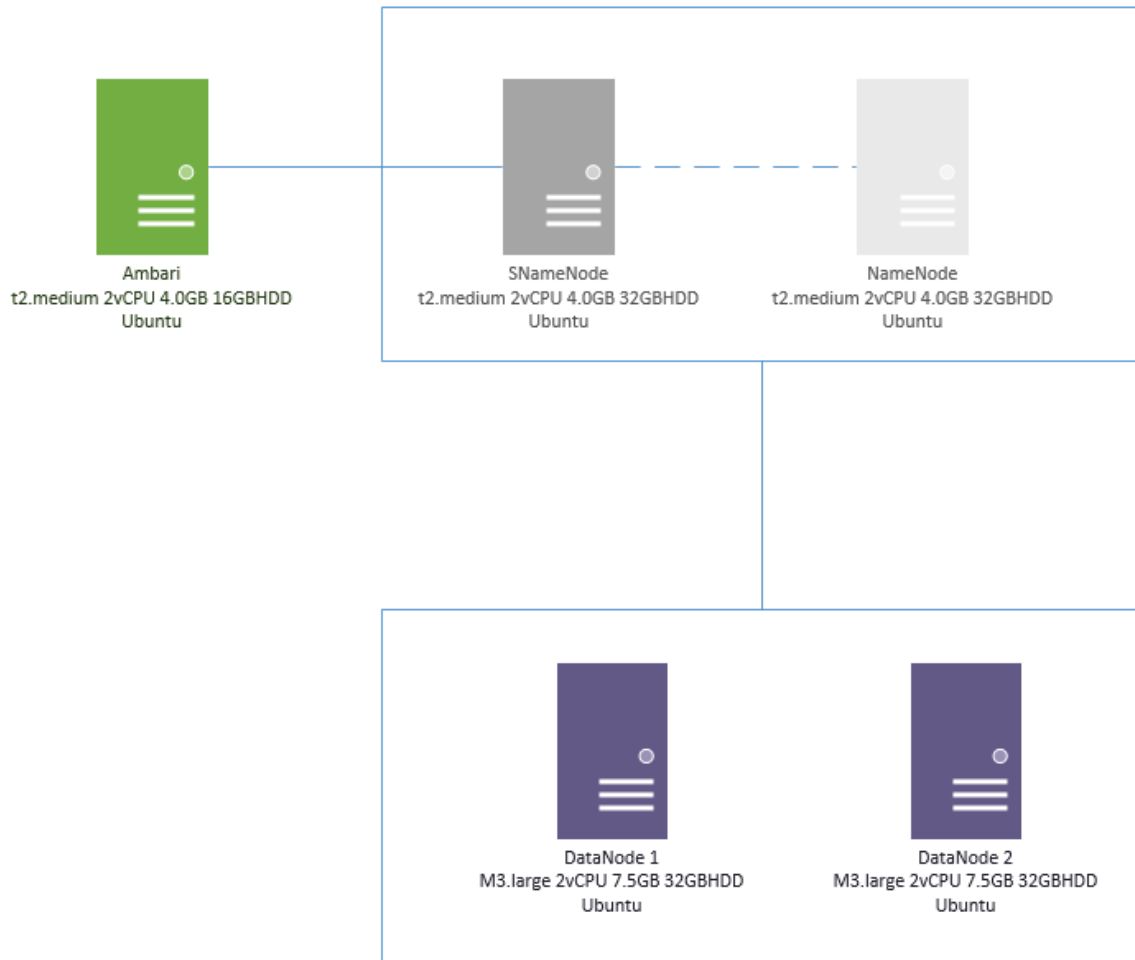 Ambari
t2.medium 2vCPU 4.0GB 16GBHDD
Ubuntu
SNameNode
t2.medium 2vCPU 4.0GB 32GBHDD
Ubuntu
NameNode
t2.medium 2vCPU 4.0GB 32GBHDD
Ubuntu
DataNode 1
M3.large 2vCPU 7.5GB 32GBHDD
Ubuntu
DataNode 2
M3.large 2vCPU 7.5GB 32GBHDD
Ubuntu